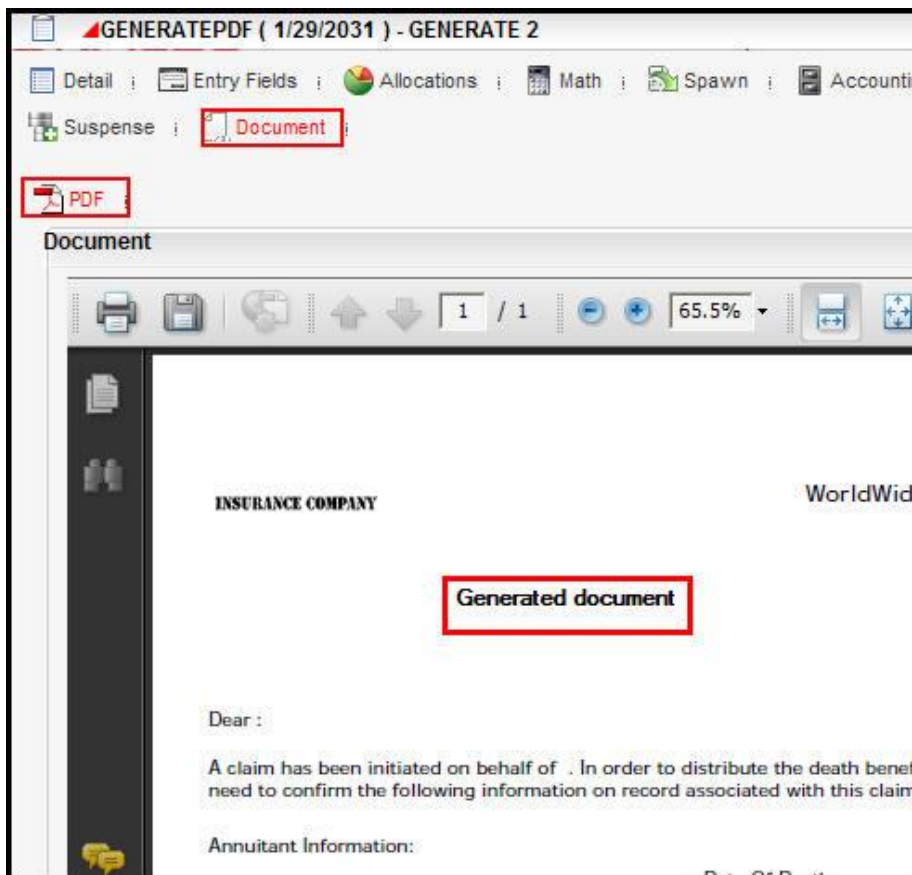 GENERATEPDF ( 1/29/2031 ) - GENERATE 2
Detail Entry Fields Allocations Math Spawn Accounti
Suspense Document
PDF
Document
1 / 1 65.5%
INSURANCE COMPANY WorldWid
Generated document
Dear :
A claim has been initiated on behalf of . In order to distribute the death benef
need to confirm the following information on record associated with this claim
Annuitant Information: